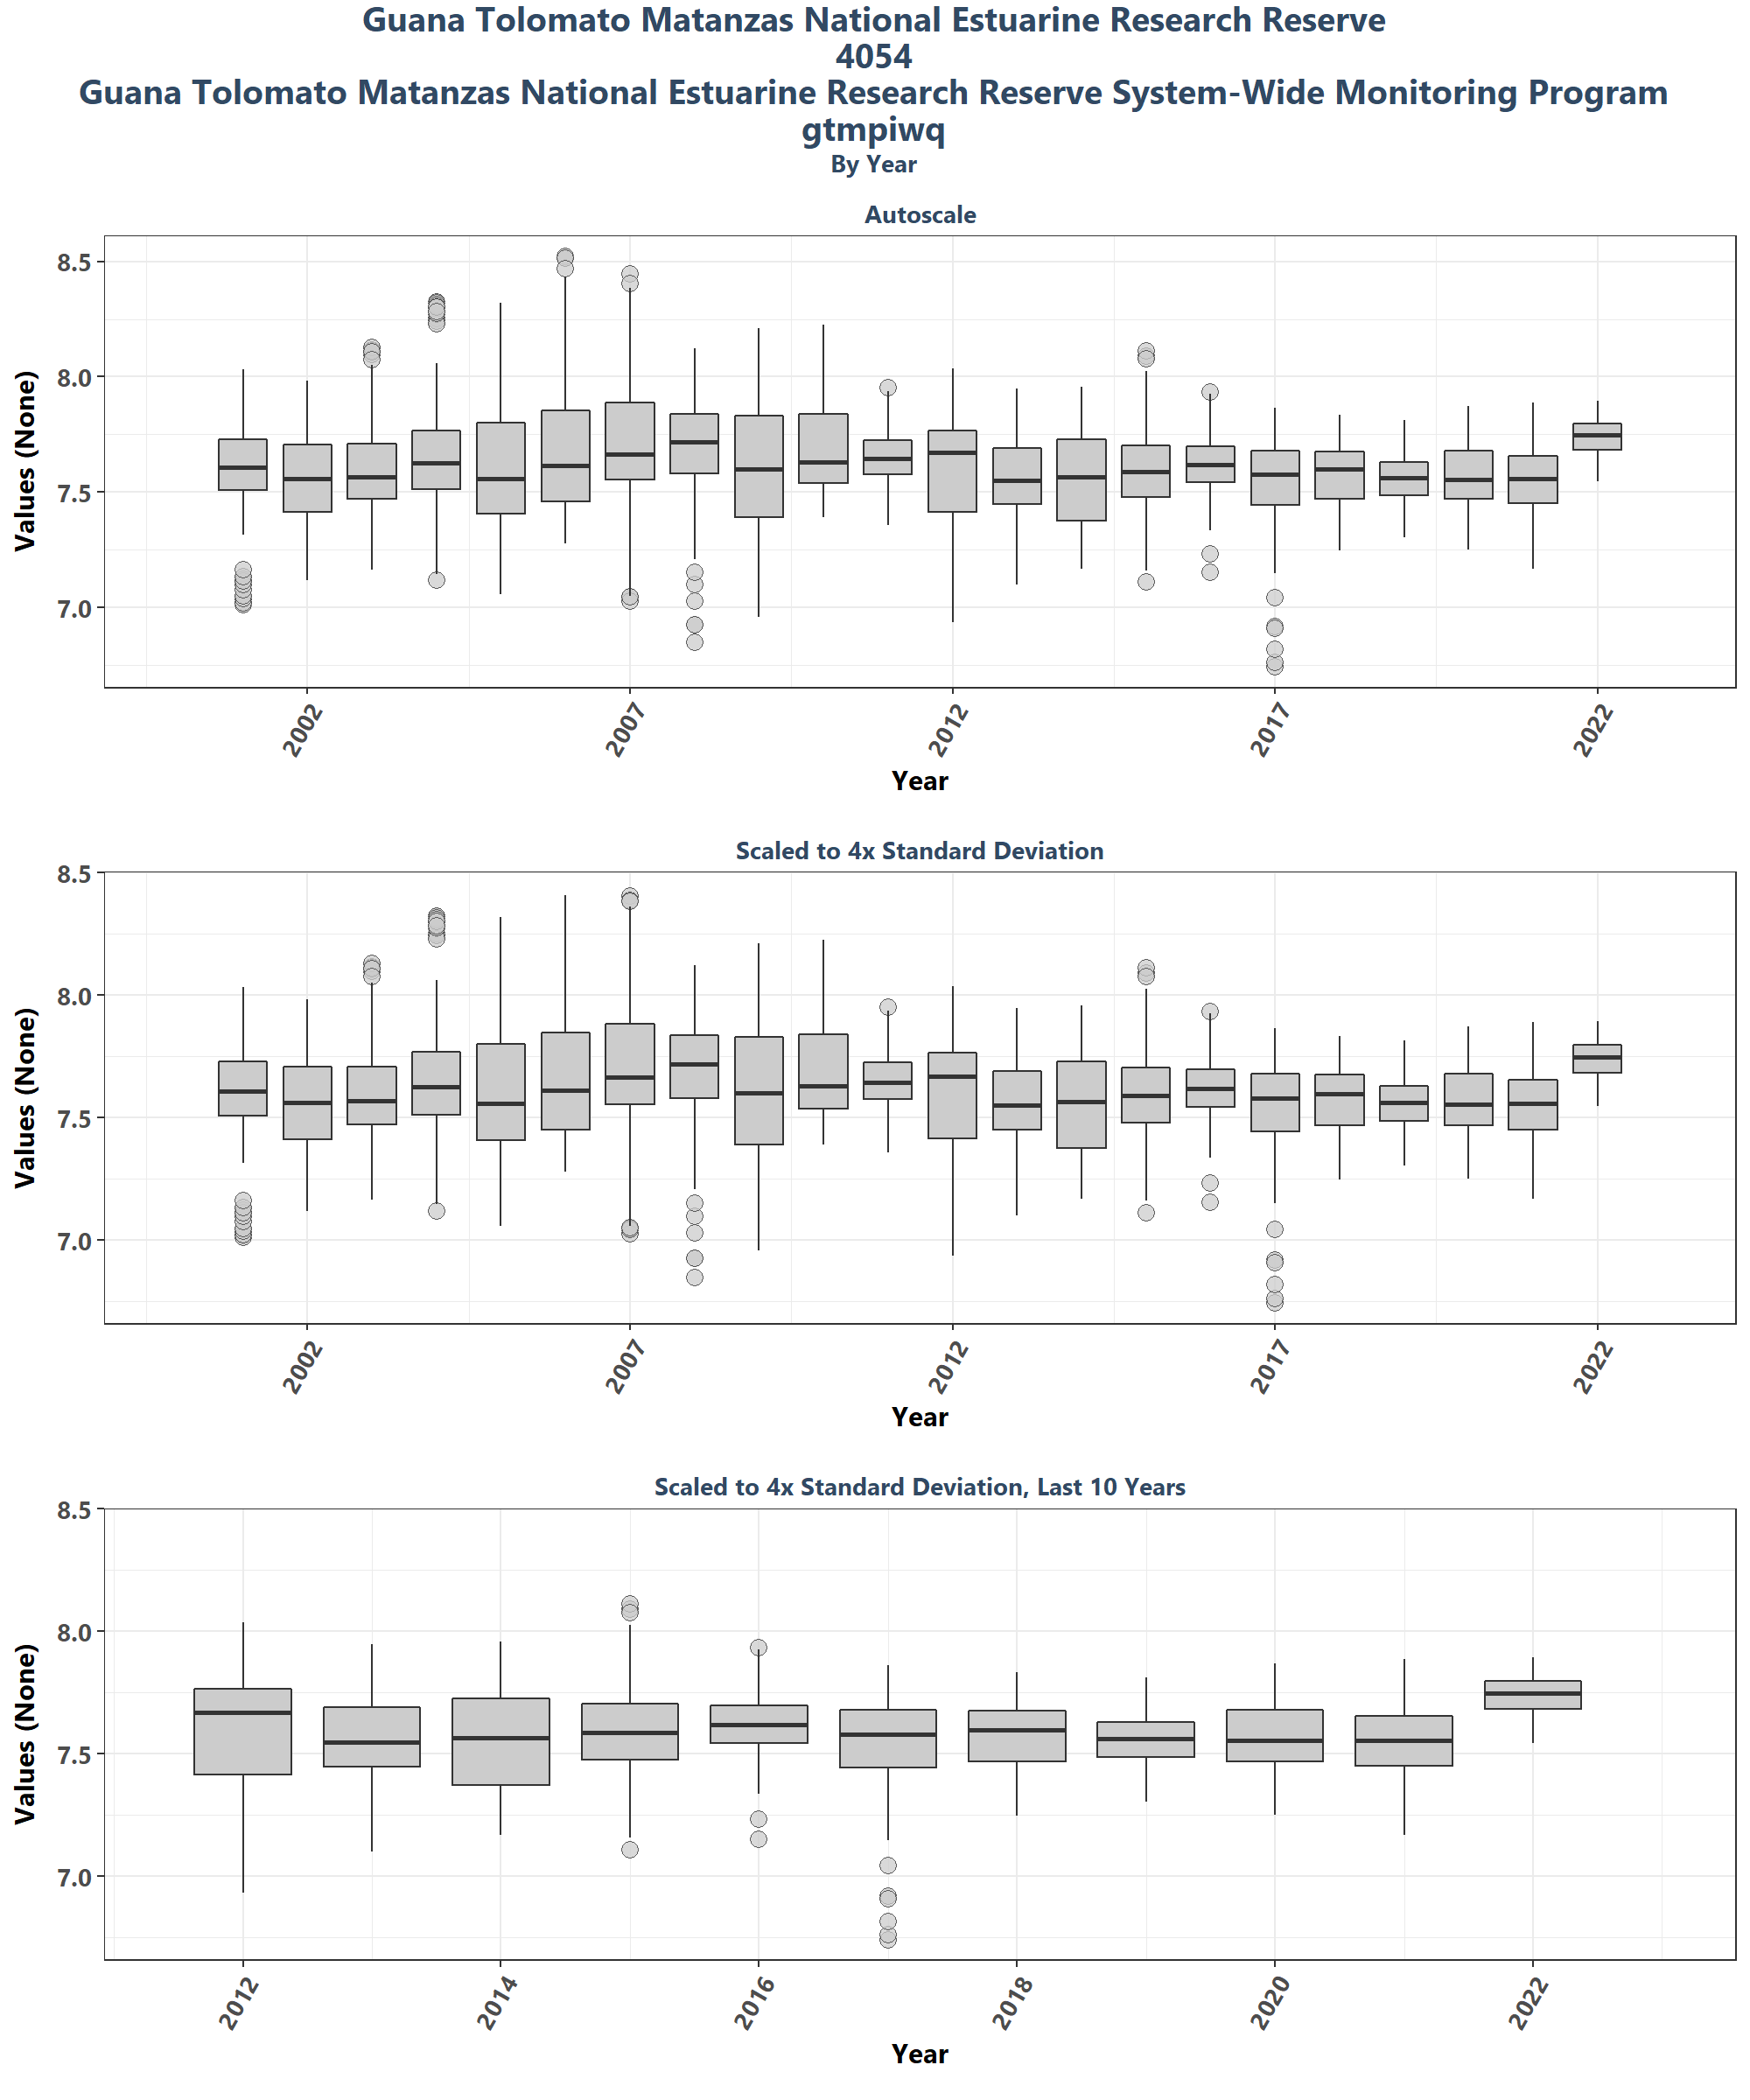 Guana Tolomato Matanzas National Estuarine Research Reserve
4054
Guana Tolomato Matanzas National Estuarine Research Reserve System-Wide Monitoring Program
gtmpiwq
By Year
Autoscale
Values (None)
8.5
8.0
7.5
7.0
2002
2007
2012
2017
2022
Year
Scaled to 4x Standard Deviation
Values (None)
8.5
8.0
7.5
7.0
2002
2007
2012
2017
2022
Year
Scaled to 4x Standard Deviation, Last 10 Years
Values (None)
8.5
8.0
7.5
7.0
2012
2014
2016
2018
2020
2022
Year